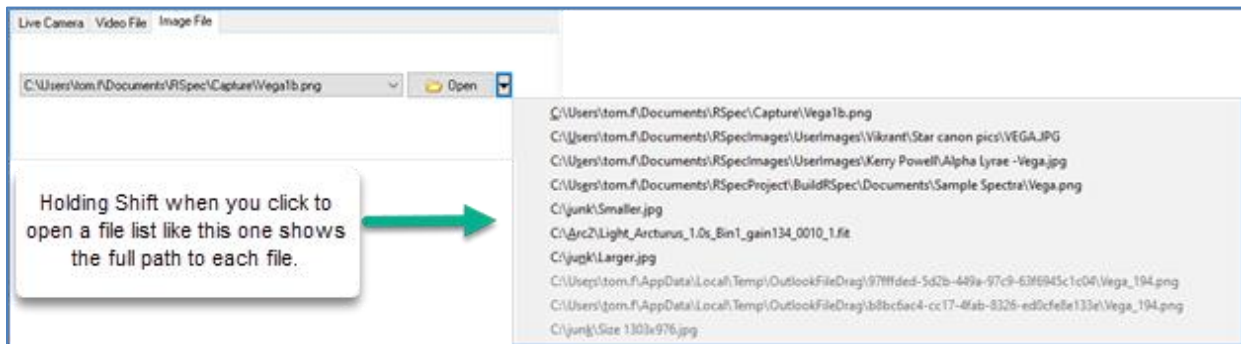 Live Camera Video File Image File
C:\Users\tom.f\Documents\RSpec\Capture\Vega1b.png Open
C:\Users\tom.f\Documents\RSpec\Capture\Vega1b.png
C:\Users\tom.f\Documents\RSpecImages\UserImages\Vikrant\Star canon pics\VEGA.JPG
C:\Users\tom.f\Documents\RSpecImages\UserImages\Kerry Powell\Alpha Lyrae -Vega.jpg
C:\Users\tom.f\Documents\RSpecProject\BuildRSpec\Documents\Sample Spectra\Vega.png
C:\junk\Smaller.jpg
C:\Arc2\Light_Arcturus_1.0s_Bin1_gain134_0010_1.fit
C:\junk\Larger.jpg
C:\Users\tom.f\AppData\Local\Temp\OutlookFileDrag\97fffded-5d2b-449a-97c9-63f6945c1c04\Vega_194.png
C:\Users\tom.f\AppData\Local\Temp\OutlookFileDrag\b8bc6ac4-cc17-4fab-8326-ed0cfe8e133e\Vega_194.png
C:\junk\Size 1303x976.jpg
Holding Shift when you click to
open a file list like this one shows
the full path to each file.